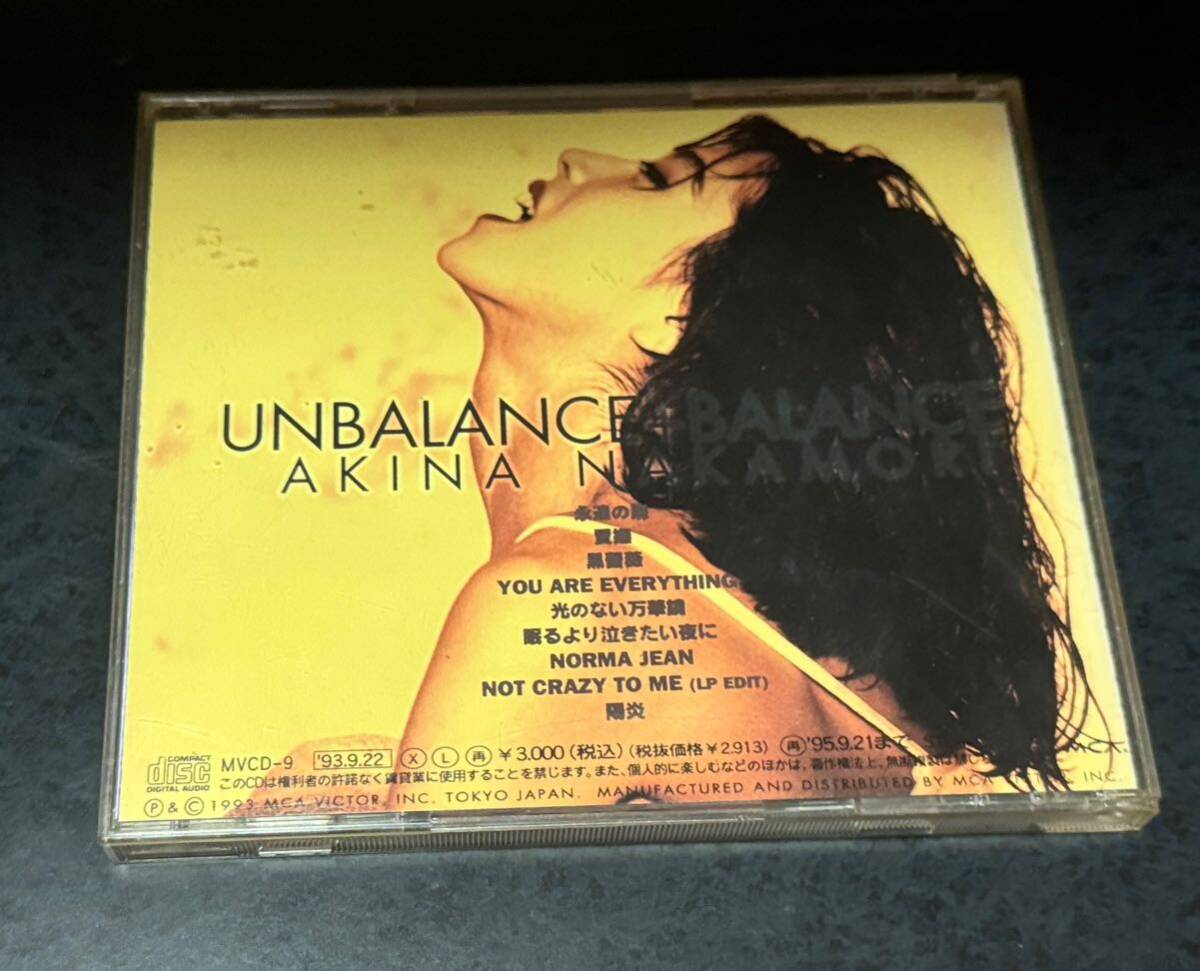 UNBALANCE+BALANCE
AKINA NAKAMORI
永遠の扉
愛撫
黒薔薇
YOU ARE EVERYTHING
光のない万華鏡
眠るより泣きたい夜に
NORMA JEAN
NOT CRAZY TO ME (LP EDIT)
陽炎
COMPACT disc DIGITAL AUDIO
MVCD-9 '93.9.22 X L 再 ¥3,000(税込)(税抜価格¥2,913) 再'95.9.21まで MCA.
このCDは権利者の許諾なく賃貸業に使用することを禁じます。また、個人的に楽しむなどのほかは、著作権法上、無断複製は禁じ
Ⓟ & © 1993 MCA VICTOR, INC. TOKYO JAPAN. MANUFACTURED AND DISTRIBUTED BY MCA INC.